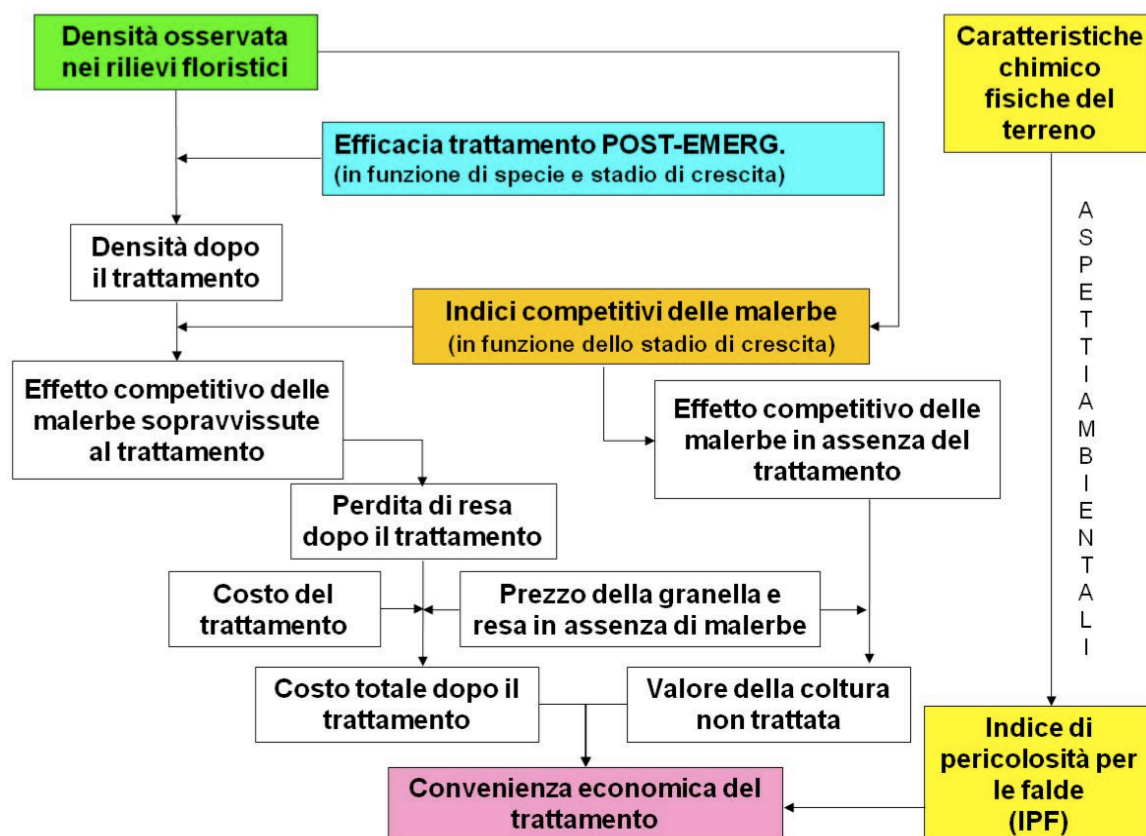 Densità osservata
nei rilievi floristici
Caratteristiche
chimico
fisiche del
terreno
Efficacia trattamento POST-EMERG.
(in funzione di specie e stadio di crescita)
Densità dopo
il trattamento
Indici competitivi delle malerbe
(in funzione dello stadio di crescita)
Effetto competitivo delle
malerbe sopravvissute
al trattamento
Effetto competitivo delle
malerbe in assenza del
trattamento
ASPETTI AMBIENTALI
Perdita di resa
dopo il trattamento
Costo del
trattamento
Prezzo della granella e
resa in assenza di malerbe
Costo totale dopo il
trattamento
Valore della coltura
non trattata
Indice di
pericolosità per
le falde
(IPF)
Convenienza economica del
trattamento